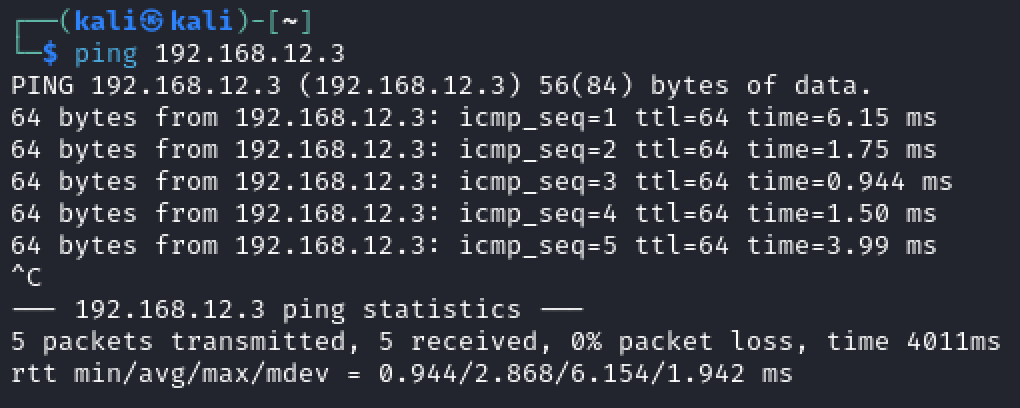 ┌──(kali㉿kali)-[~]
└─$ ping 192.168.12.3
PING 192.168.12.3 (192.168.12.3) 56(84) bytes of data.
64 bytes from 192.168.12.3: icmp_seq=1 ttl=64 time=6.15 ms
64 bytes from 192.168.12.3: icmp_seq=2 ttl=64 time=1.75 ms
64 bytes from 192.168.12.3: icmp_seq=3 ttl=64 time=0.944 ms
64 bytes from 192.168.12.3: icmp_seq=4 ttl=64 time=1.50 ms
64 bytes from 192.168.12.3: icmp_seq=5 ttl=64 time=3.99 ms
^C
--- 192.168.12.3 ping statistics ---
5 packets transmitted, 5 received, 0% packet loss, time 4011ms
rtt min/avg/max/mdev = 0.944/2.868/6.154/1.942 ms